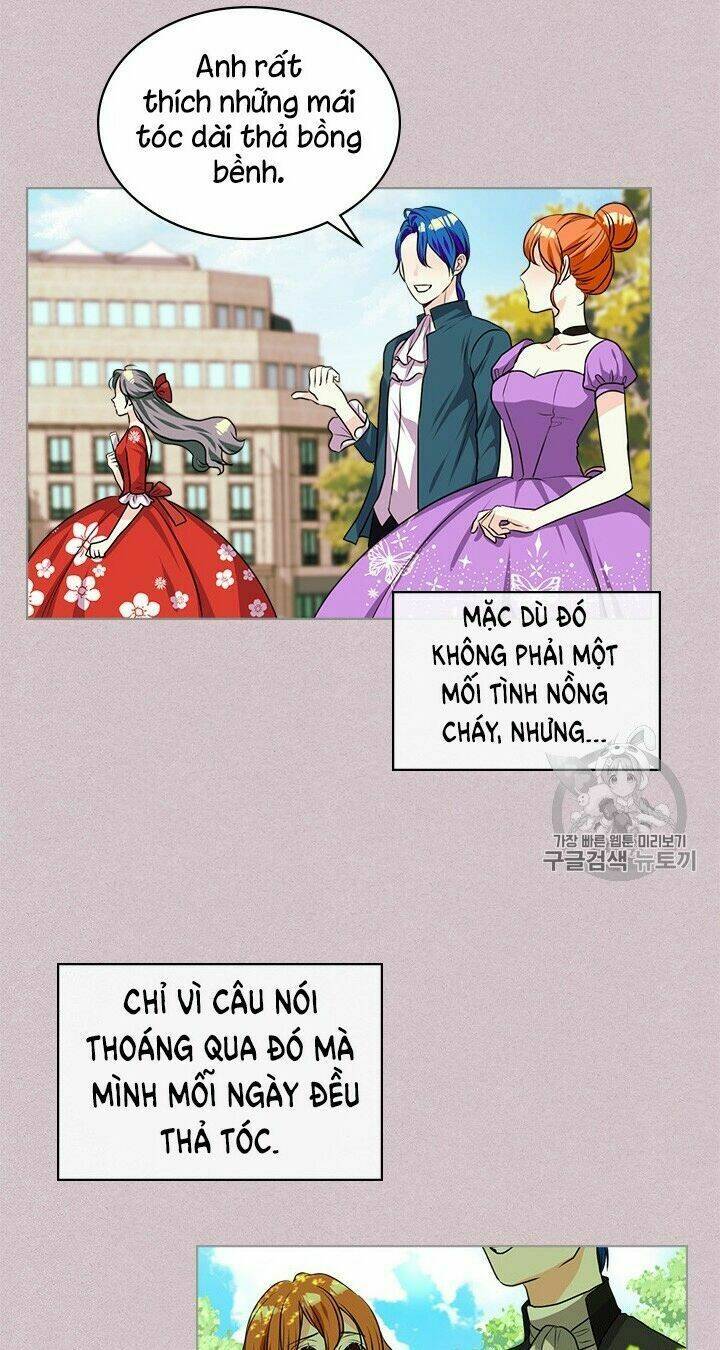 Anh rất
thích những mái
tóc dài thả bồng
bềnh.
MẶC DÙ ĐÓ
KHÔNG PHẢI MỘT
MỐI TÌNH NỒNG
CHÁY, NHƯNG...
가장 빠른 웹툰 미리보기
구글검색 뉴토끼
CHỈ VÌ CÂU NÓI
THOÁNG QUA ĐÓ MÀ
MÌNH MỖI NGÀY ĐỀU
THẢ TÓC.